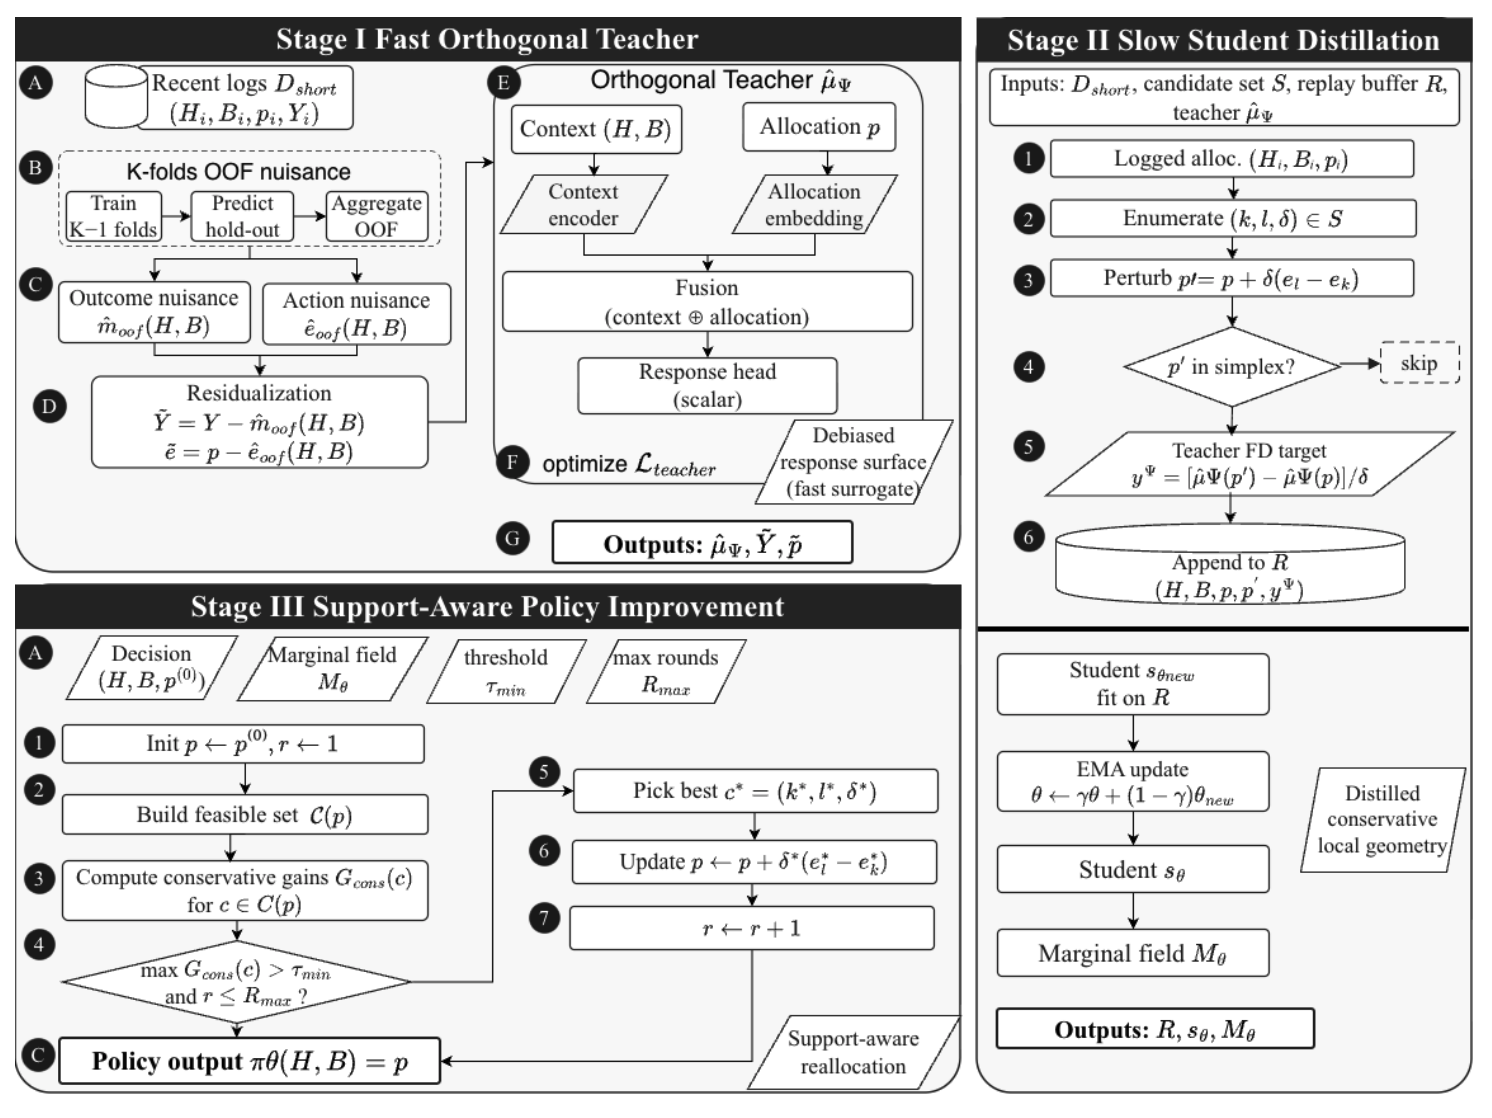 Stage I Fast Orthogonal Teacher
A
Recent logs D_short
(H_i, B_i, p_i, Y_i)
B
K-folds OOF nuisance
Train
K−1 folds
Predict
hold-out
Aggregate
OOF
C
Outcome nuisance
m̂_oof(H, B)
Action nuisance
ê_oof(H, B)
D
Residualization
Ỹ = Y − m̂_oof(H, B)
ẽ = p − ê_oof(H, B)
E
Orthogonal Teacher μ̂_Ψ
Context (H, B)
Allocation p
Context
encoder
Allocation
embedding
Fusion
(context ⊕ allocation)
Response head
(scalar)
F
optimize ℒ_teacher
Debiased
response surface
(fast surrogate)
G
Outputs: μ̂_Ψ, Ỹ, p̃
Stage II Slow Student Distillation
Inputs: D_short, candidate set S, replay buffer R,
teacher μ̂_Ψ
1
Logged alloc. (H_i, B_i, p_i)
2
Enumerate (k, l, δ) ∈ S
3
Perturb p′= p + δ(e_l − e_k)
4
p′ in simplex?
skip
5
Teacher FD target
y^Ψ = [μ̂Ψ(p′) − μ̂Ψ(p)]/δ
6
Append to R
(H, B, p, p′, y^Ψ)
Student s_θnew
fit on R
EMA update
θ ← γθ + (1 − γ)θ_new
Student s_θ
Marginal field M_θ
Distilled
conservative
local geometry
Outputs: R, s_θ, M_θ
Stage III Support-Aware Policy Improvement
A
Decision
(H, B, p^(0))
Marginal field
M_θ
threshold
τ_min
max rounds
R_max
1
Init p ← p^(0), r ← 1
2
Build feasible set 𝒞(p)
3
Compute conservative gains G_cons(c)
for c ∈ C(p)
4
max G_cons(c) > τ_min
and r ≤ R_max ?
5
Pick best c* = (k*, l*, δ*)
6
Update p ← p + δ*(e_l* − e_k*)
7
r ← r + 1
C
Policy output πθ(H, B) = p
Support-aware
reallocation